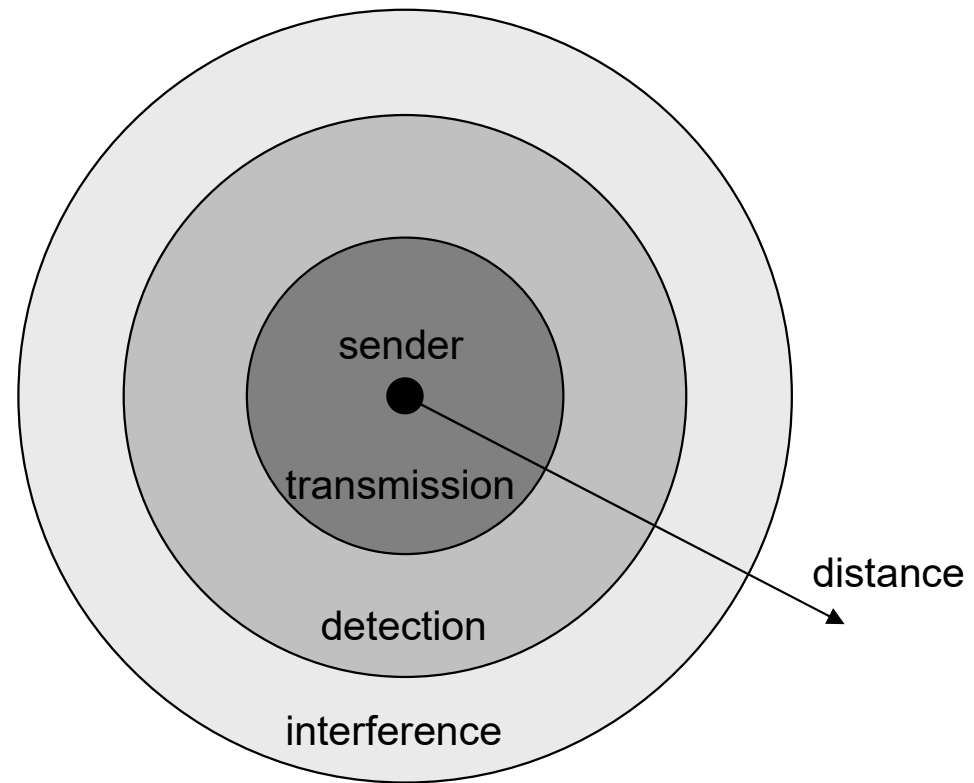 sender
transmission
distance
detection
interference